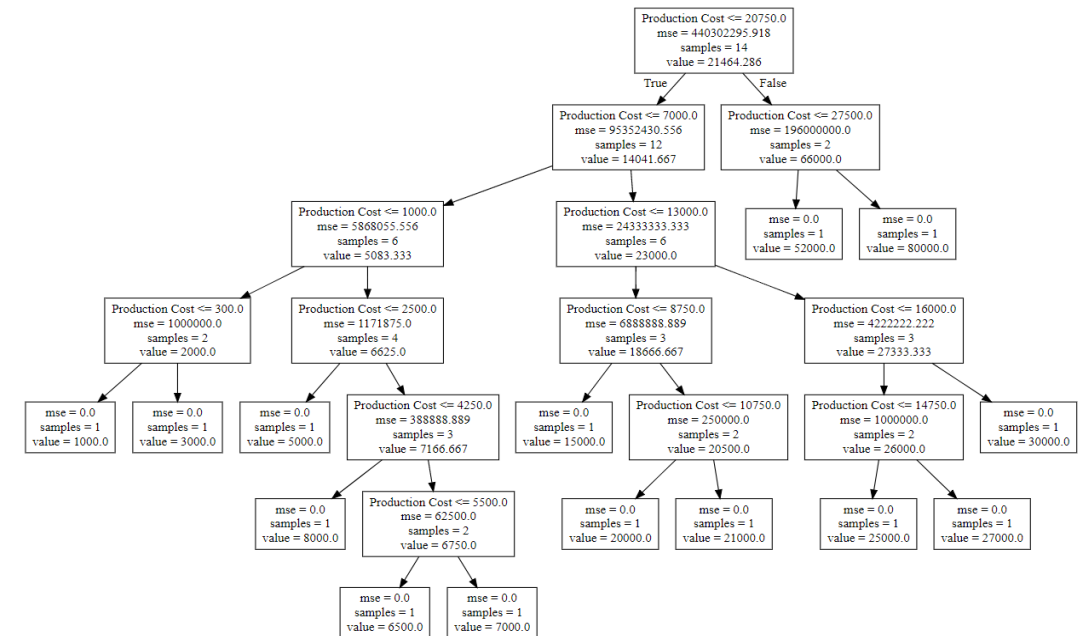 Production Cost <= 20750.0
mse = 440302295.918
samples = 14
value = 21464.286
True
False
Production Cost <= 7000.0
mse = 95352430.556
samples = 12
value = 14041.667
Production Cost <= 27500.0
mse = 196000000.0
samples = 2
value = 66000.0
Production Cost <= 1000.0
mse = 5868055.556
samples = 6
value = 5083.333
Production Cost <= 13000.0
mse = 24333333.333
samples = 6
value = 23000.0
mse = 0.0
samples = 1
value = 52000.0
mse = 0.0
samples = 1
value = 80000.0
Production Cost <= 300.0
mse = 1000000.0
samples = 2
value = 2000.0
Production Cost <= 2500.0
mse = 1171875.0
samples = 4
value = 6625.0
Production Cost <= 8750.0
mse = 6888888.889
samples = 3
value = 18666.667
Production Cost <= 16000.0
mse = 4222222.222
samples = 3
value = 27333.333
mse = 0.0
samples = 1
value = 1000.0
mse = 0.0
samples = 1
value = 3000.0
mse = 0.0
samples = 1
value = 5000.0
Production Cost <= 4250.0
mse = 388888.889
samples = 3
value = 7166.667
mse = 0.0
samples = 1
value = 15000.0
Production Cost <= 10750.0
mse = 250000.0
samples = 2
value = 20500.0
Production Cost <= 14750.0
mse = 1000000.0
samples = 2
value = 26000.0
mse = 0.0
samples = 1
value = 30000.0
mse = 0.0
samples = 1
value = 8000.0
Production Cost <= 5500.0
mse = 62500.0
samples = 2
value = 6750.0
mse = 0.0
samples = 1
value = 20000.0
mse = 0.0
samples = 1
value = 21000.0
mse = 0.0
samples = 1
value = 25000.0
mse = 0.0
samples = 1
value = 27000.0
mse = 0.0
samples = 1
value = 6500.0
mse = 0.0
samples = 1
value = 7000.0